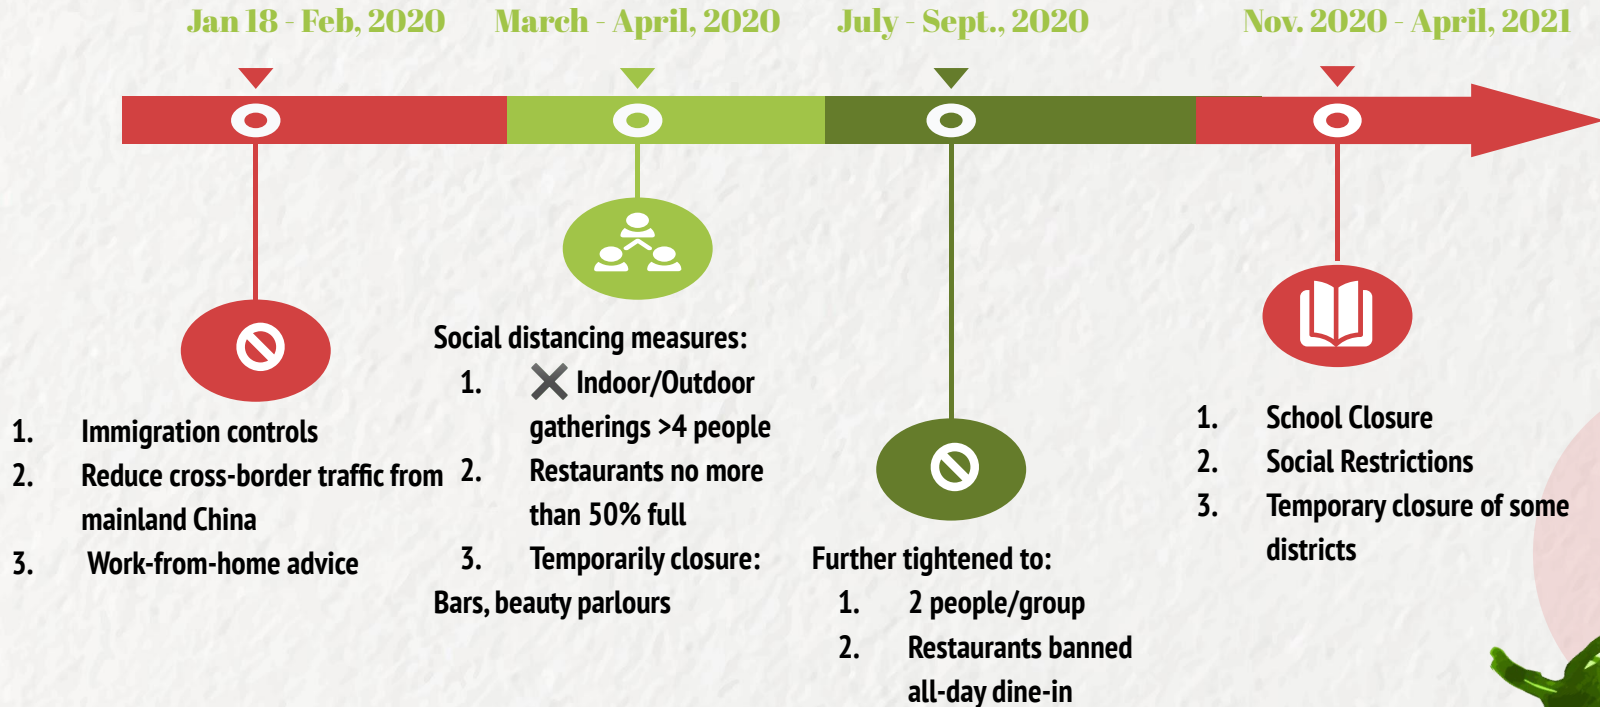 Jan 18 - Feb, 2020
March - April, 2020
July - Sept., 2020
Nov. 2020 - April, 2021
1. Immigration controls
2. Reduce cross-border traffic from
mainland China
3. Work-from-home advice
Social distancing measures:
1. ❌ Indoor/Outdoor
gatherings >4 people
2. Restaurants no more
than 50% full
3. Temporarily closure:
Bars, beauty parlours
Further tightened to:
1. 2 people/group
2. Restaurants banned
all-day dine-in
1. School Closure
2. Social Restrictions
3. Temporary closure of some
districts